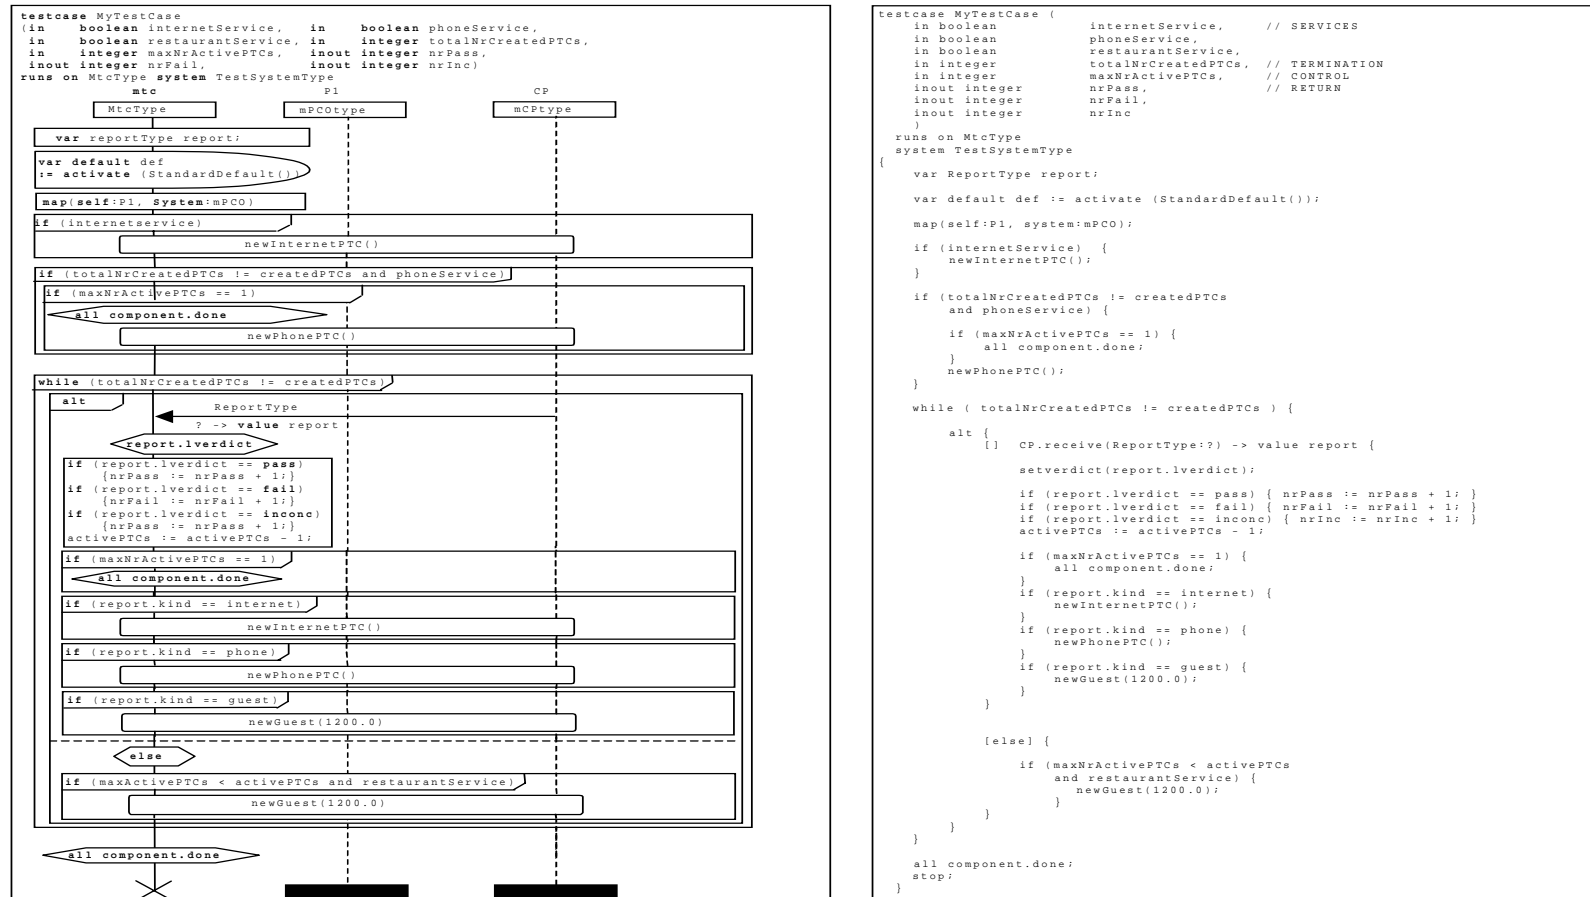 testcase MyTestCase
(in boolean internetService, in boolean phoneService,
in boolean restaurantService, in integer totalNrCreatedPTCs,
in integer maxNrActivePTCs, inout integer nrPass,
inout integer nrFail, inout integer nrInc)
runs on MtcType system TestSystemType
mtc P1 CP
MtcType mPCOtype mCPtype
var reportType report;
var default def
:= activate (StandardDefault())
map(self:P1, System:mPCO)
if (internetservice)
newInternetPTC()
if (totalNrCreatedPTCs != createdPTCs and phoneService)
if (maxNrActivePTCs == 1)
all component.done
newPhonePTC()
while (totalNrCreatedPTCs != createdPTCs)
alt
ReportType
? -> value report
report.lverdict
if (report.lverdict == pass)
{nrPass := nrPass + 1;}
if (report.lverdict == fail)
{nrFail := nrFail + 1;}
if (report.lverdict == inconc)
{nrPass := nrPass + 1;}
activePTCs := activePTCs - 1;
if (maxNrActivePTCs == 1)
all component.done
if (report.kind == internet)
newInternetPTC()
if (report.kind == phone)
newPhonePTC()
if (report.kind == guest)
newGuest(1200.0)
else
if (maxActivePTCs < activePTCs and restaurantService)
newGuest(1200.0)
all component.done
testcase MyTestCase (
in boolean internetService, // SERVICES
in boolean phoneService,
in boolean restaurantService,
in integer totalNrCreatedPTCs, // TERMINATION
in integer maxNrActivePTCs, // CONTROL
inout integer nrPass, // RETURN
inout integer nrFail,
inout integer nrInc
)
runs on MtcType
system TestSystemType
{
var ReportType report;
var default def := activate (StandardDefault());
map(self:P1, system:mPCO);
if (internetService) {
newInternetPTC();
}
if (totalNrCreatedPTCs != createdPTCs
and phoneService) {
if (maxNrActivePTCs == 1) {
all component.done;
}
newPhonePTC();
}
while ( totalNrCreatedPTCs != createdPTCs ) {
alt {
[] CP.receive(ReportType:?) -> value report {
setverdict(report.lverdict);
if (report.lverdict == pass) { nrPass := nrPass + 1; }
if (report.lverdict == fail) { nrFail := nrFail + 1; }
if (report.lverdict == inconc) { nrInc := nrInc + 1; }
activePTCs := activePTCs - 1;
if (maxNrActivePTCs == 1) {
all component.done;
}
if (report.kind == internet) {
newInternetPTC();
}
if (report.kind == phone) {
newPhonePTC();
}
if (report.kind == guest) {
newGuest(1200.0);
}
}
[else] {
if (maxNrActivePTCs < activePTCs
and restaurantService) {
newGuest(1200.0);
}
}
}
}
all component.done;
stop;
}